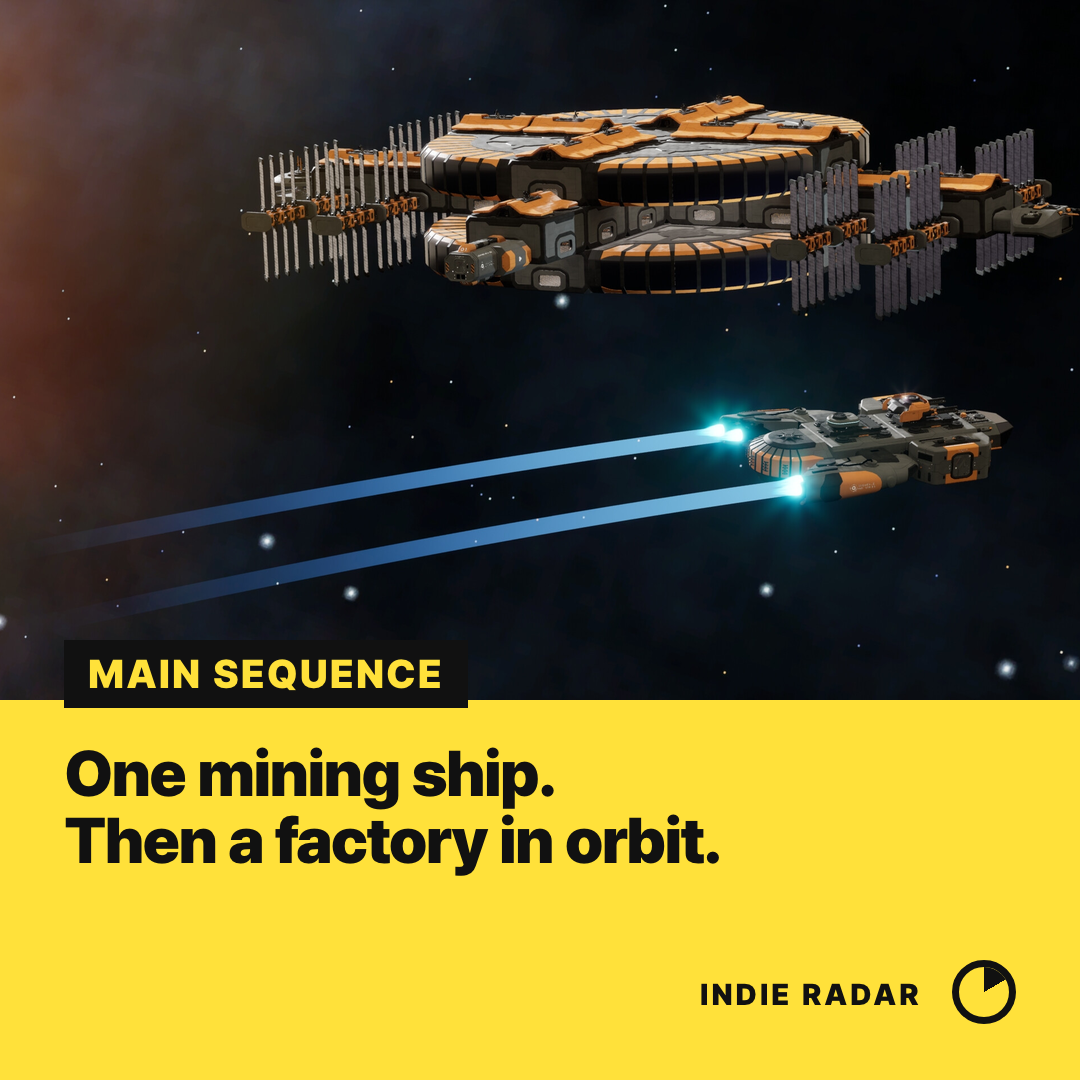 MAIN SEQUENCE
One mining ship.
Then a factory in orbit.
INDIE RADAR